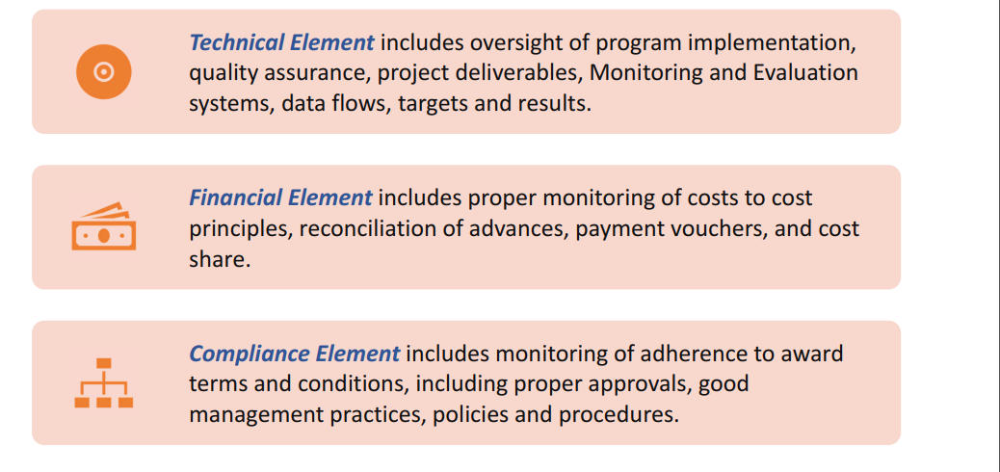 Technical Element includes oversight of program implementation,
quality assurance, project deliverables, Monitoring and Evaluation
systems, data flows, targets and results.
Financial Element includes proper monitoring of costs to cost
principles, reconciliation of advances, payment vouchers, and cost
share.
Compliance Element includes monitoring of adherence to award
terms and conditions, including proper approvals, good
management practices, policies and procedures.